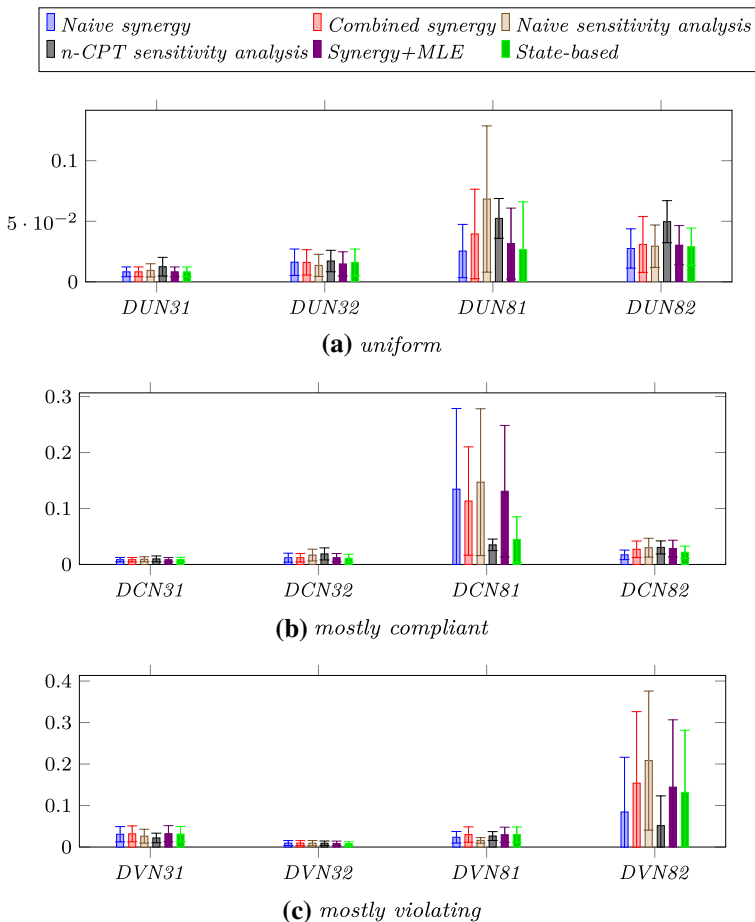 Naive synergy Combined synergy Naive sensitivity analysis
n-CPT sensitivity analysis Synergy+MLE State-based
0.1
5 · 10⁻²
0
DUN31 DUN32 DUN81 DUN82
(a) uniform
0.3
0.2
0.1
0
DCN31 DCN32 DCN81 DCN82
(b) mostly compliant
0.4
0.3
0.2
0.1
0
DVN31 DVN32 DVN81 DVN82
(c) mostly violating